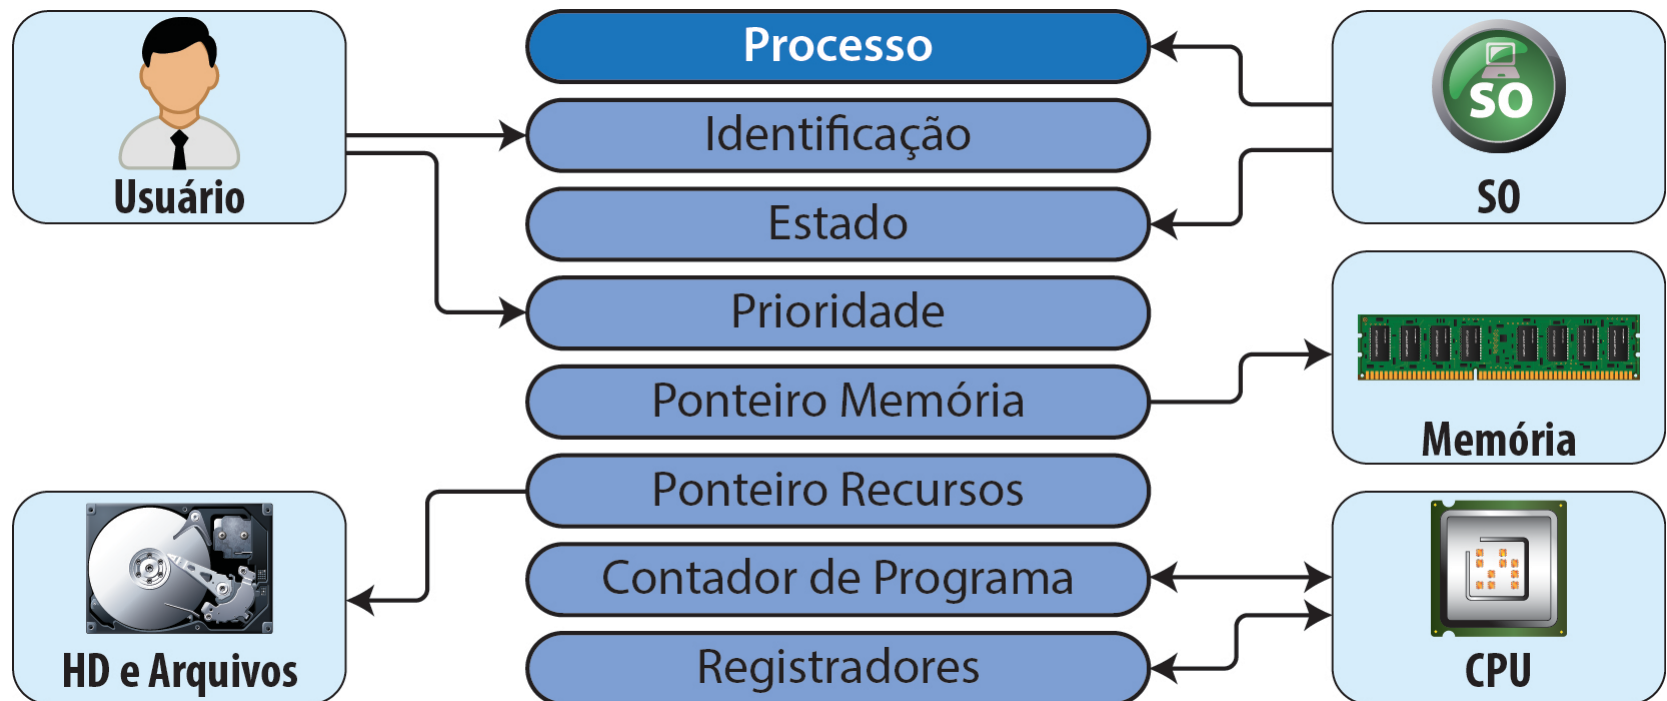 Processo
Identificação
Estado
Prioridade
Ponteiro Memória
Ponteiro Recursos
Contador de Programa
Registradores
Usuário
HD e Arquivos
SO
SO
Memória
CPU